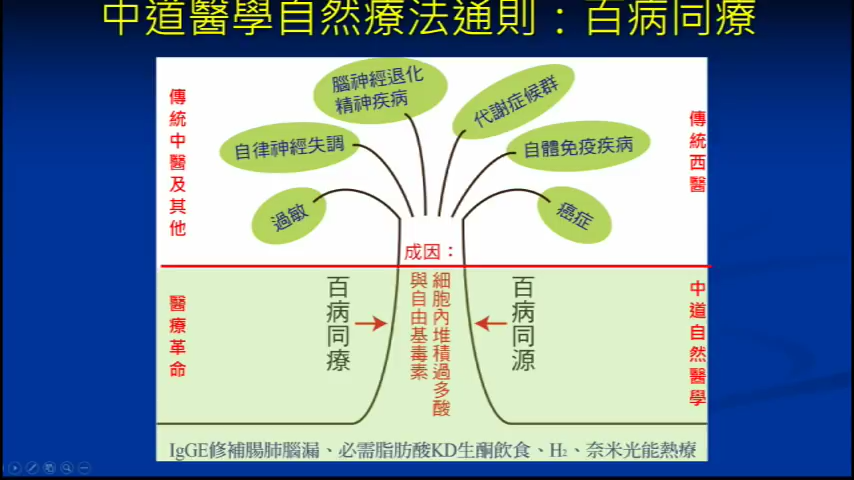 中道醫學自然療法通則：百病同療
傳統中醫及其他
腦神經退化
精神疾病
代謝症候群
傳統西醫
自律神經失調
自體免疫疾病
過敏
癌症
成因：
醫療革命
百病同療
細胞內堆積過多酸
與自由基毒素
百病同源
中道自然醫學
IgGE修補腸肺腦漏、必需脂肪酸KD生酮飲食、H₂、奈米光能熱療